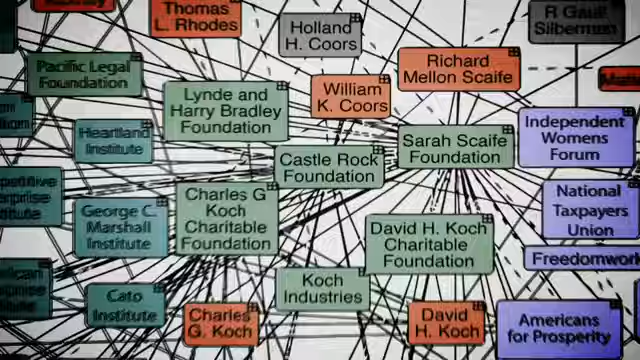 Thomas
L. Rhodes
Holland
H. Coors
R Gauf
Silberman
Pacific Legal
Foundation
Richard
Mellon Scaife
William
K. Coors
Lynde and
Harry Bradley
Foundation
Heartland
Institute
Sarah Scaife
Foundation
Independent
Womens
Forum
Castle Rock
Foundation
Charles G
Koch
Charitable
Foundation
National
Taxpayers
Union
George C.
Marshall
Institute
David H. Koch
Charitable
Foundation
Koch
Industries
Cato
Institute
Charles
G. Koch
David
H. Koch
Americans
for Prosperity